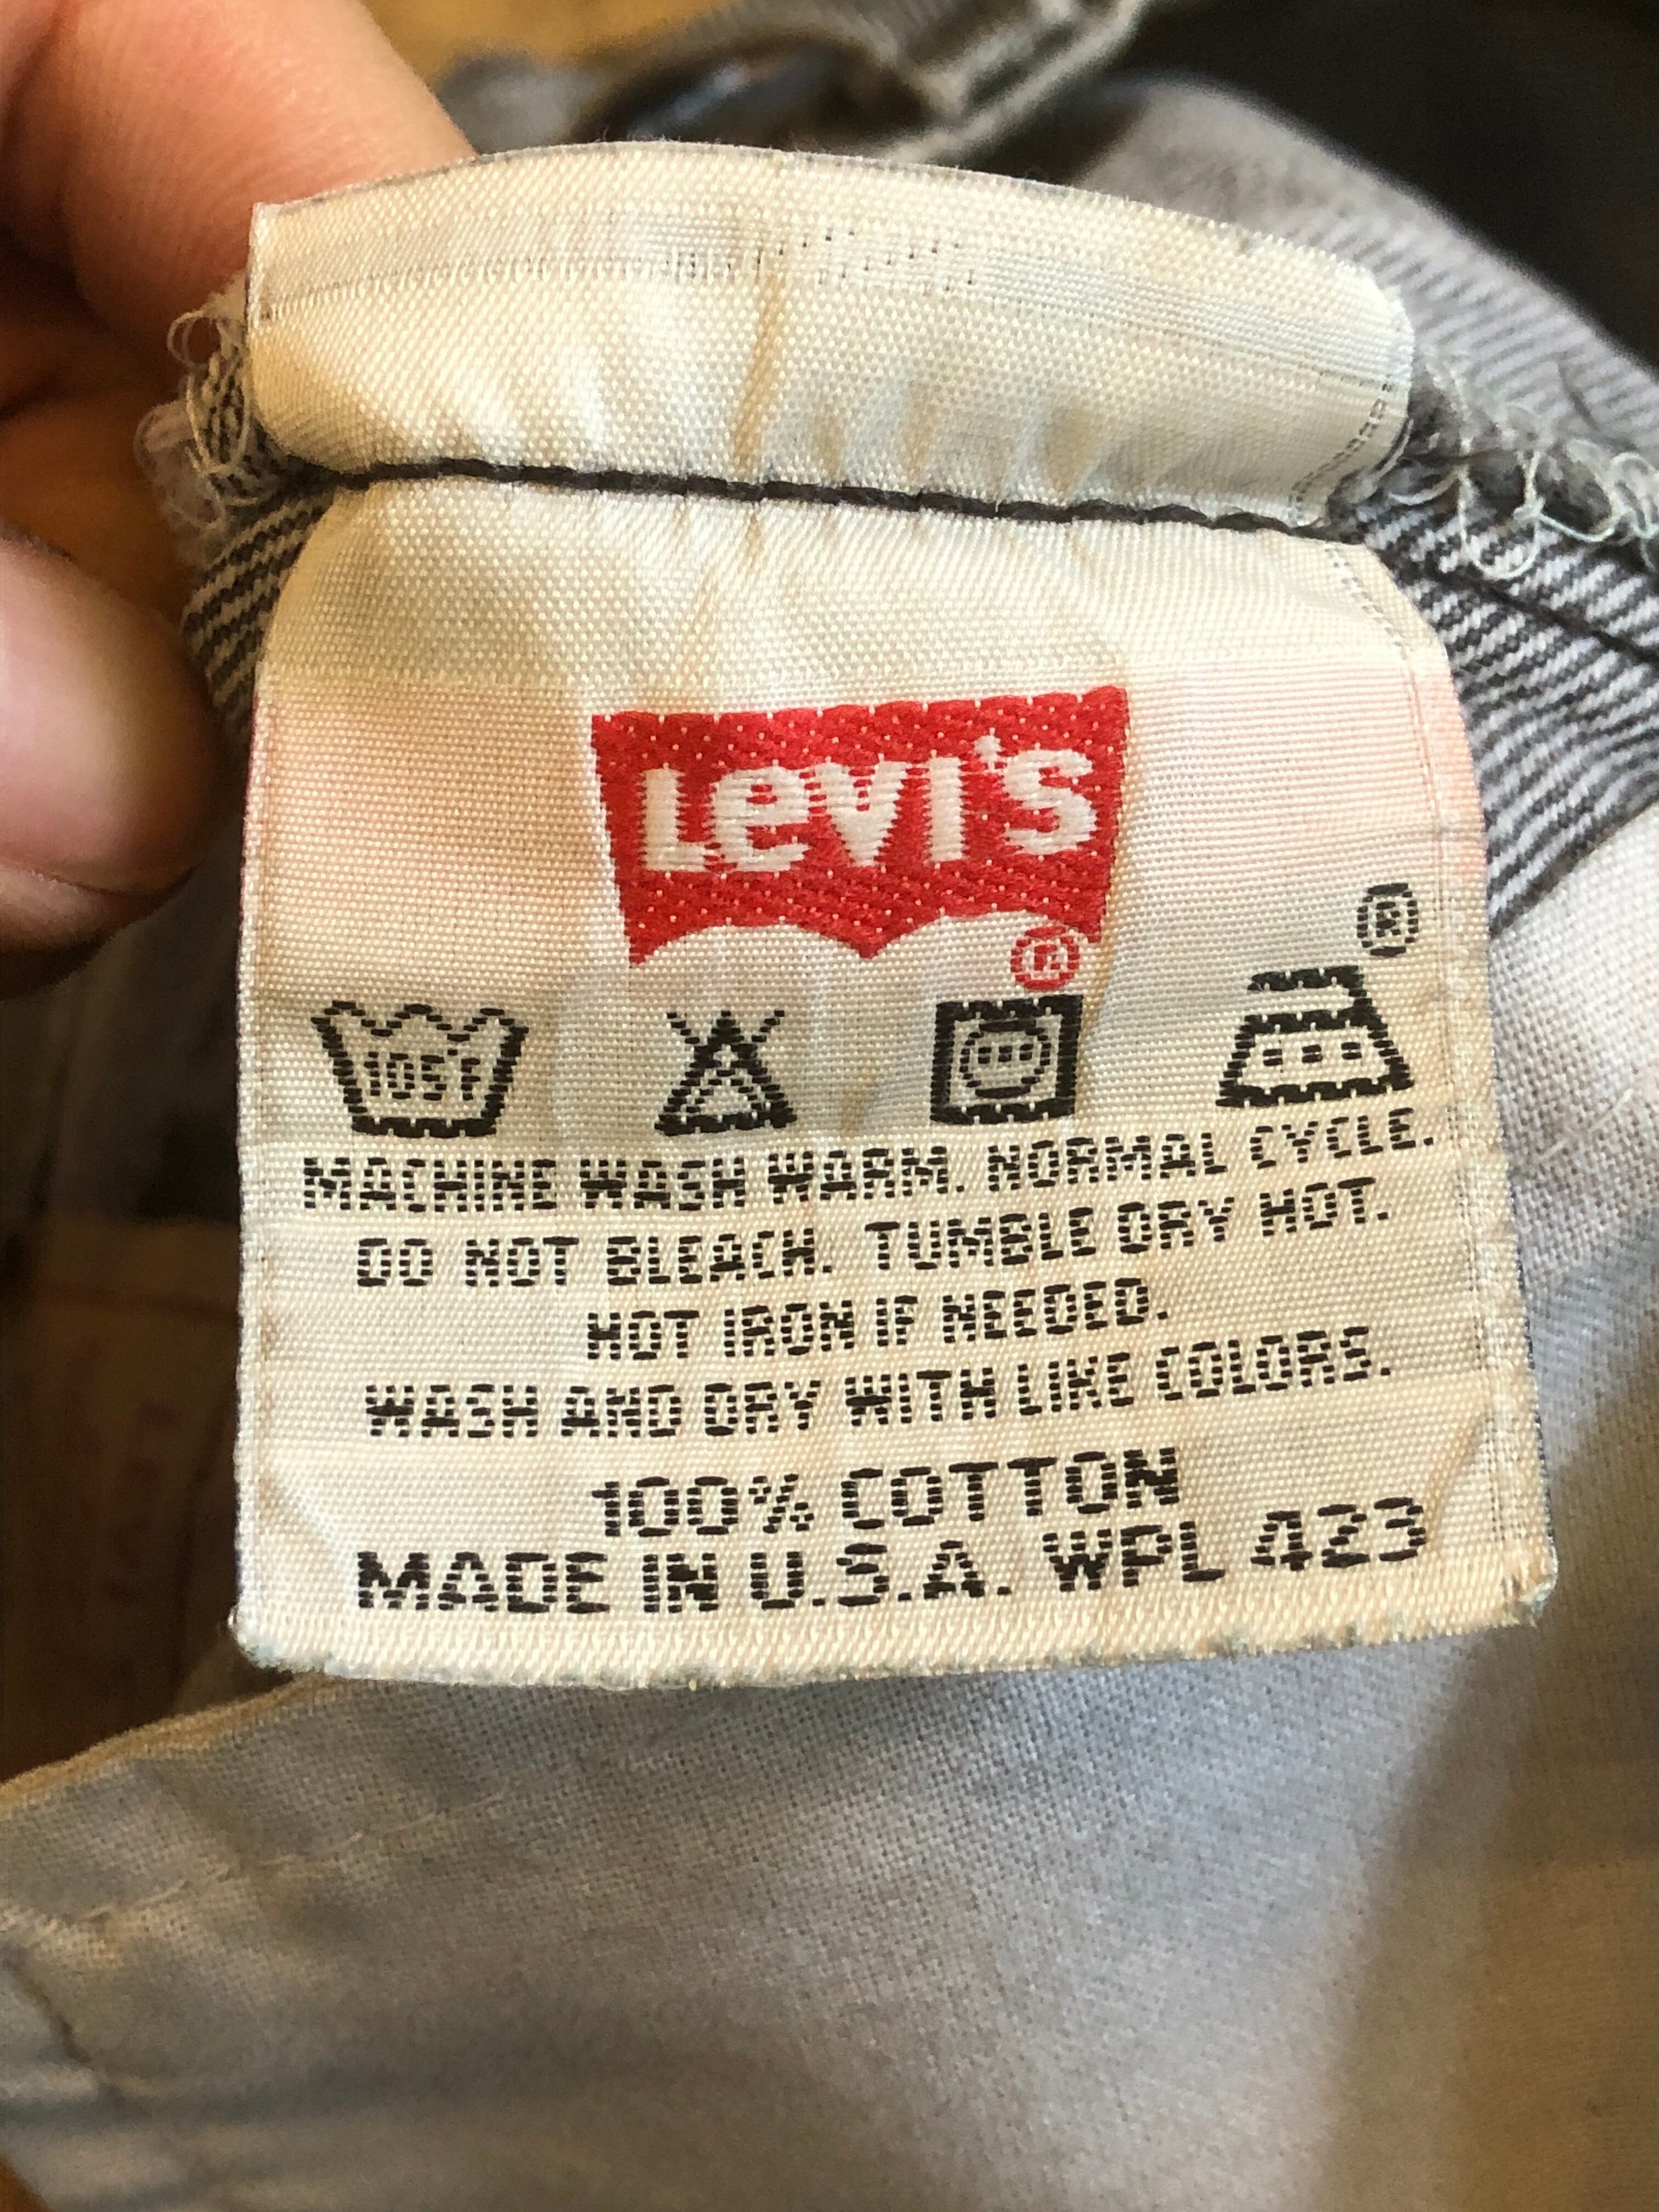 Levi's
®
®
105°F
MACHINE WASH WARM. NORMAL CYCLE.
DO NOT BLEACH. TUMBLE DRY HOT.
HOT IRON IF NEEDED.
WASH AND DRY WITH LIKE COLORS.
100% COTTON
MADE IN U.S.A. WPL 423